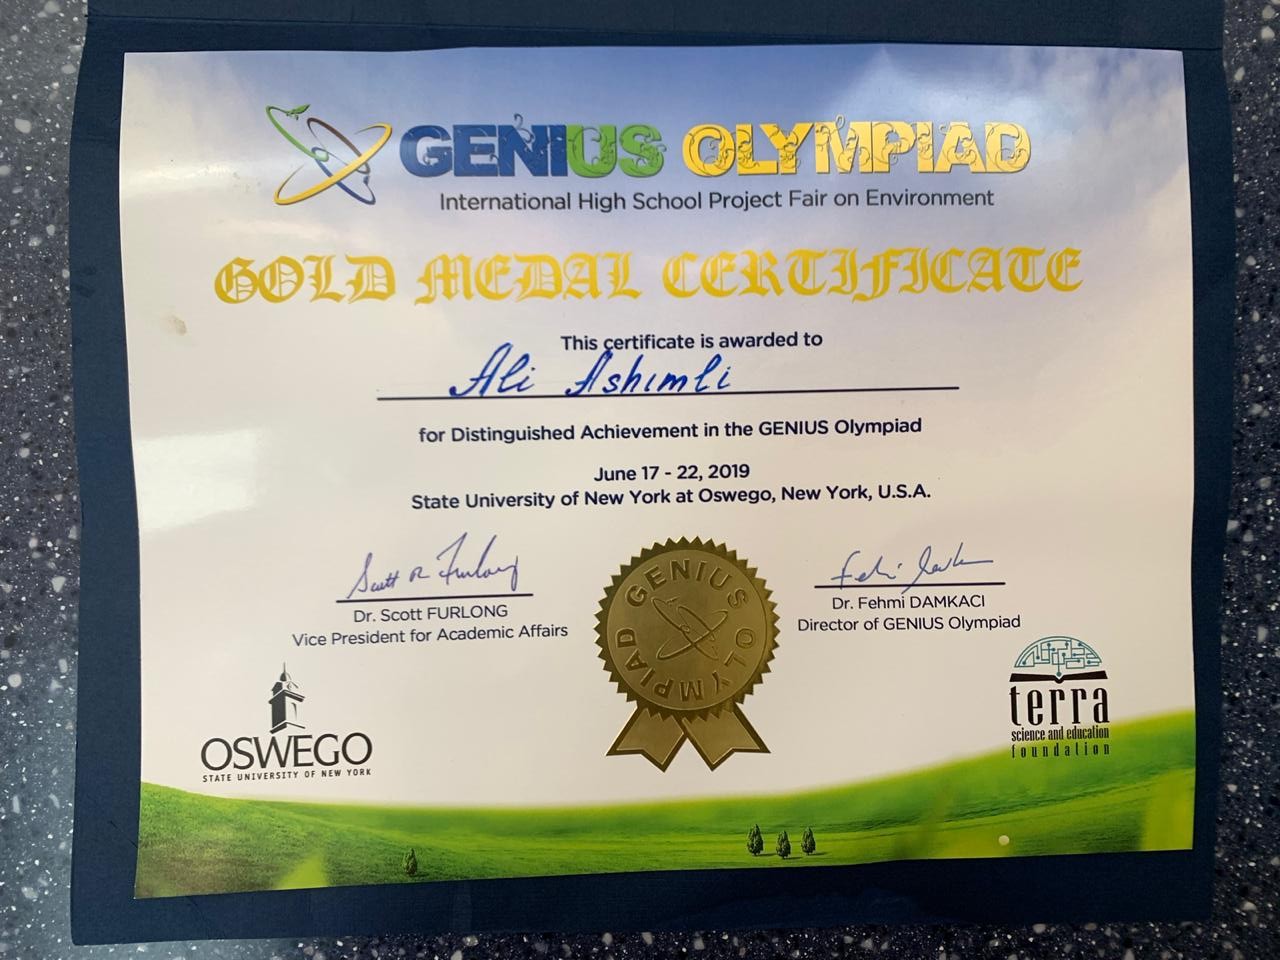 GENIUS OLYMPIAD
International High School Project Fair on Environment
GOLD MEDAL CERTIFICATE
This certificate is awarded to
Ali Ashimli
for Distinguished Achievement in the GENIUS Olympiad
June 17 - 22, 2019
State University of New York at Oswego, New York, U.S.A.
Scott R Furlong
Dr. Scott FURLONG
Vice President for Academic Affairs
Dr. Fehmi DAMKACI
Director of GENIUS Olympiad
GENIUS OLYMPIAD
OSWEGO
STATE UNIVERSITY OF NEW YORK
terra
science and education
foundation